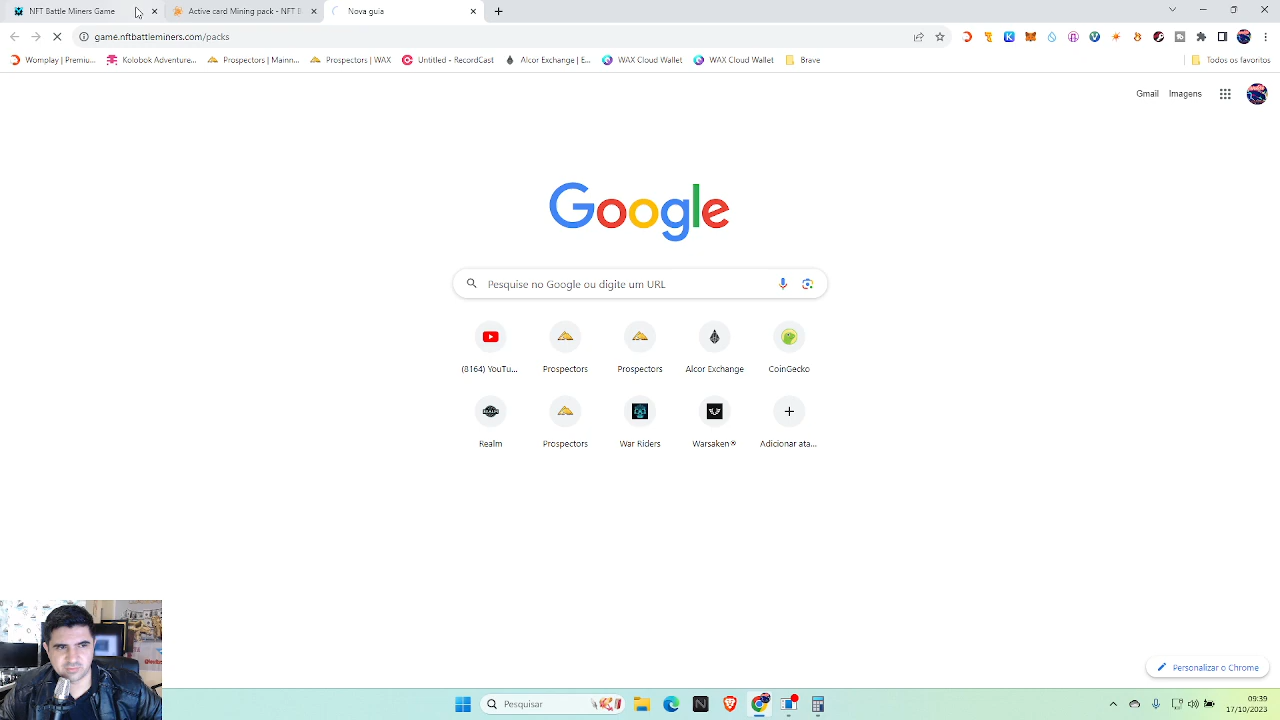 NFT Battle Miners Game
Active card Mining pack - NFT B
Nova guia
game.nftbattleminers.com/packs
Womplay | Premiu...
Kolobok Adventure...
Prospectors | Mainn...
Prospectors | WAX
Untitled - RecordCast
Alcor Exchange | E...
WAX Cloud Wallet
WAX Cloud Wallet
Brave
Todos os favoritos
Gmail
Imagens
Google
Pesquise no Google ou digite um URL
(8164) YouTu...
Prospectors
Prospectors
Alcor Exchange
CoinGecko
Realm
Prospectors
War Riders
Warsaken®
Adicionar ata...
Personalizar o Chrome
Pesquisar
09:39
17/10/2023